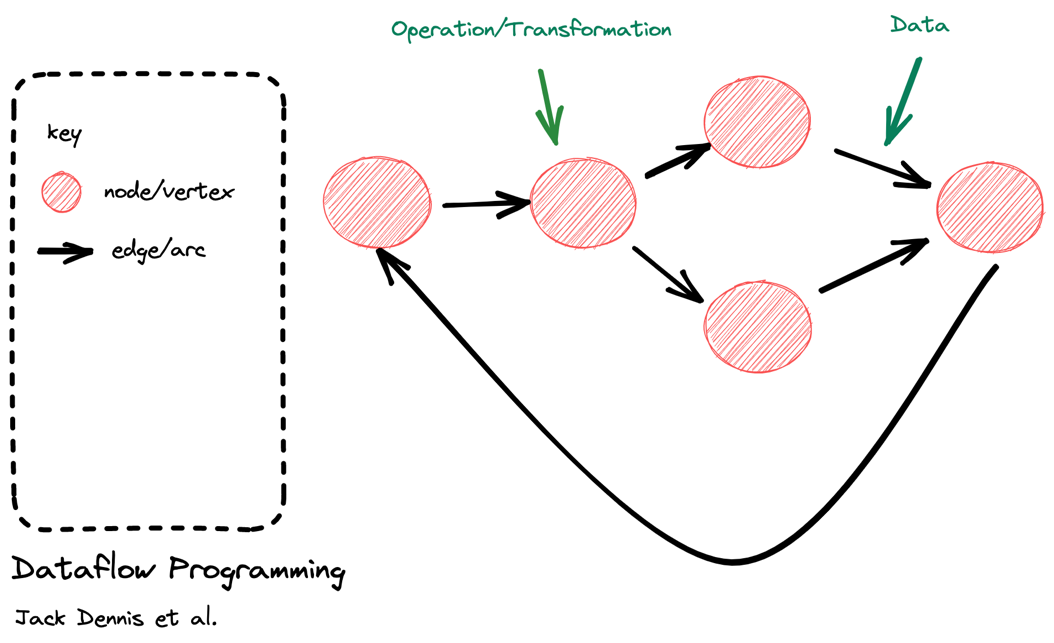 Operation/Transformation
Data
key
node/vertex
edge/arc
Dataflow Programming
Jack Dennis et al.